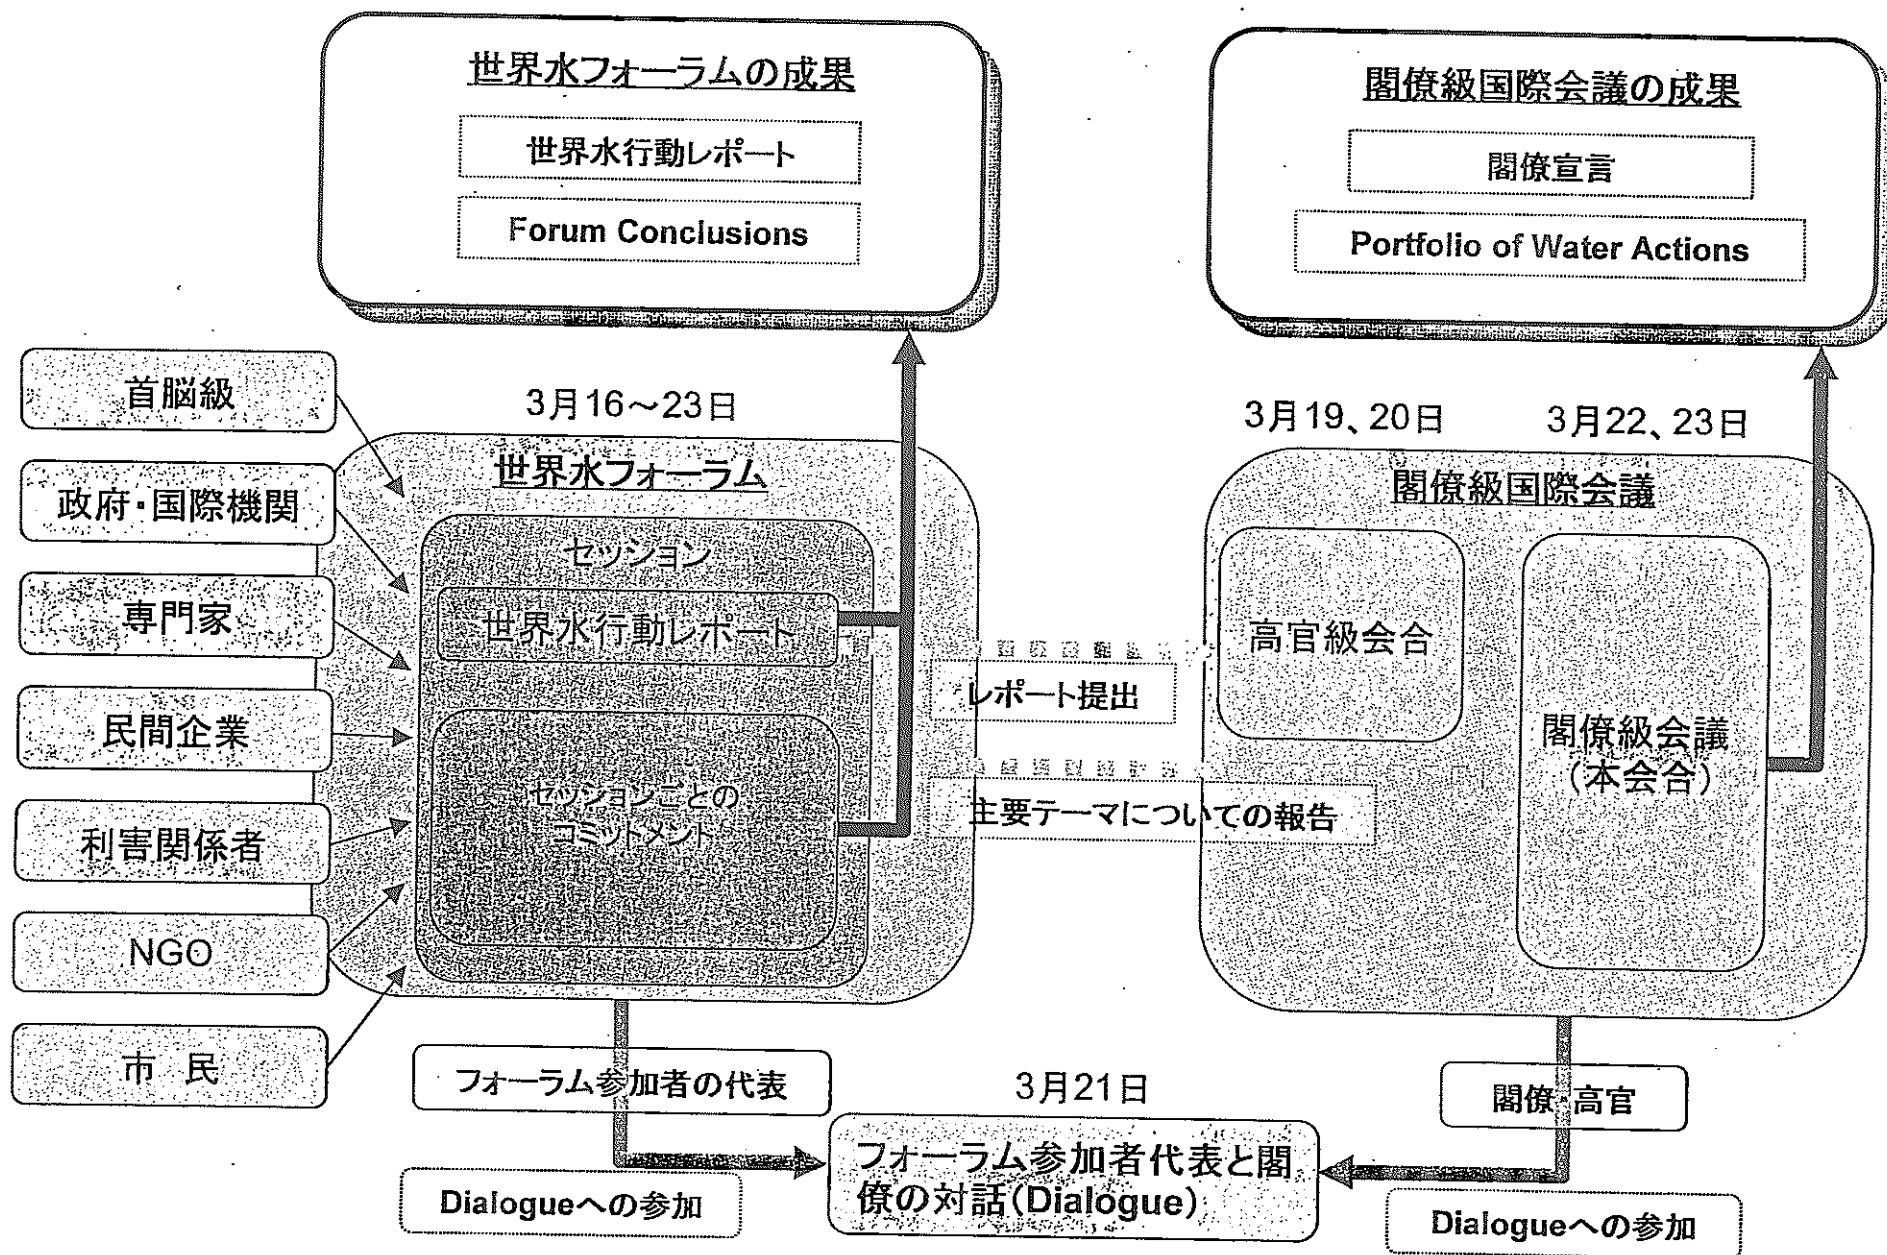 世界水フォーラムの成果
世界水行動レポート
Forum Conclusions
閣僚級国際会議の成果
閣僚宣言
Portfolio of Water Actions
首脳級
政府・国際機関
専門家
民間企業
利害関係者
NGO
市 民
3月16～23日
世界水フォーラム
セッション
世界水行動レポート
セッションごとの
コミットメント
レポート提出
主要テーマについての報告
3月19、20日
3月22、23日
閣僚級国際会議
高官級会合
閣僚級会議
（本会合）
フォーラム参加者の代表
Dialogueへの参加
3月21日
フォーラム参加者代表と閣
僚の対話（Dialogue）
閣僚・高官
Dialogueへの参加